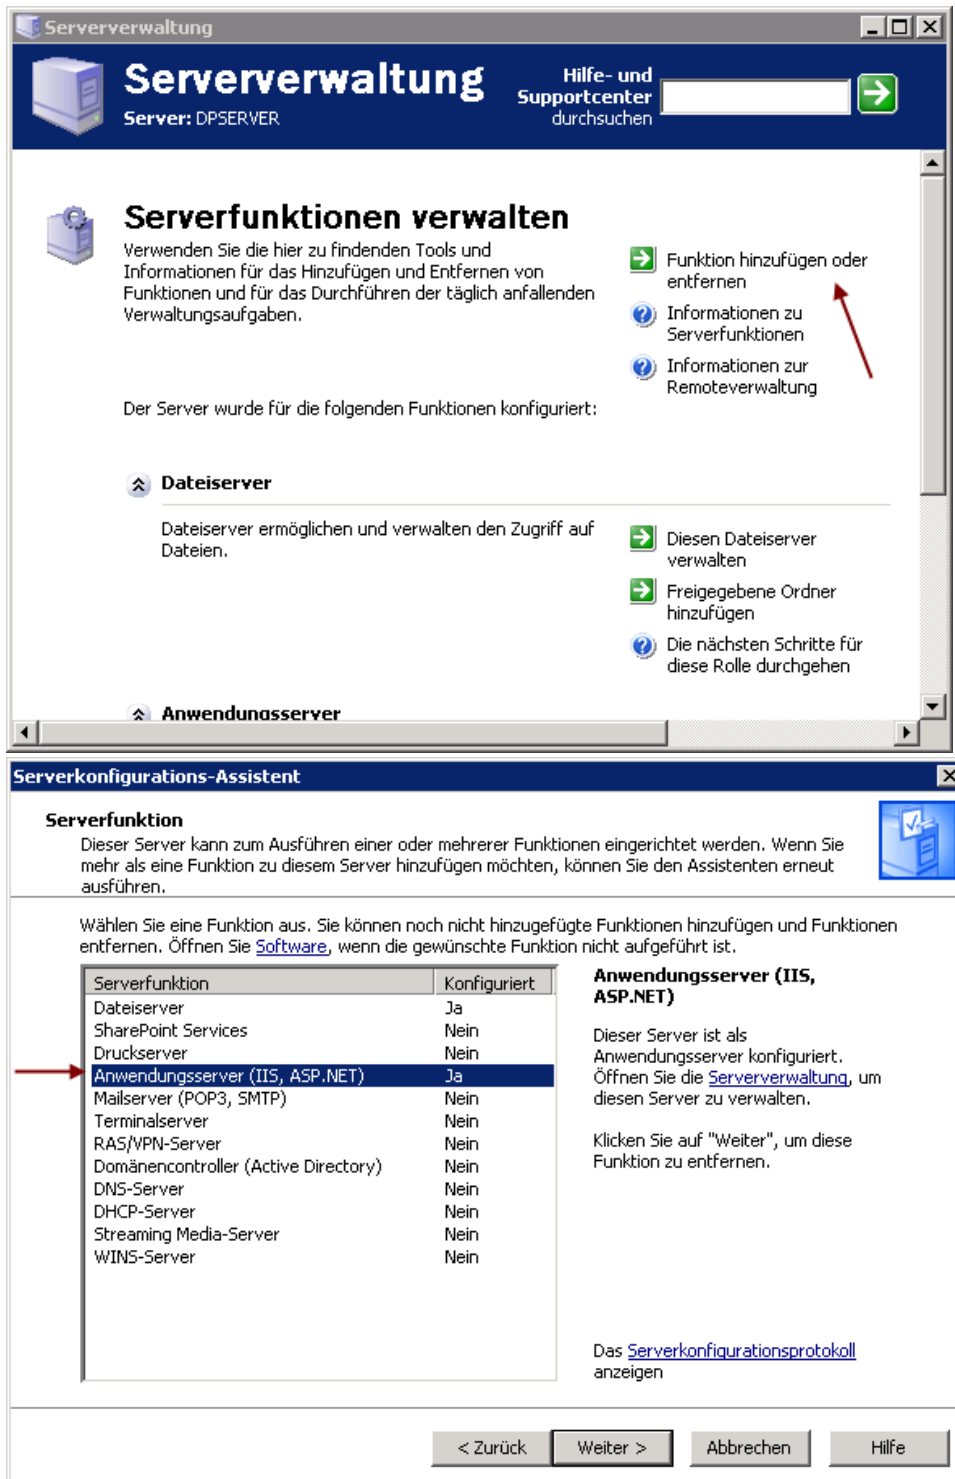 Serververwaltung
Serververwaltung
Server: DPSERVER
Hilfe- und
Supportcenter
durchsuchen
Serverfunktionen verwalten
Verwenden Sie die hier zu findenden Tools und
Informationen für das Hinzufügen und Entfernen von
Funktionen und für das Durchführen der täglich anfallenden
Verwaltungsaufgaben.
Funktion hinzufügen oder
entfernen
Informationen zu
Serverfunktionen
Informationen zur
Remoteverwaltung
Der Server wurde für die folgenden Funktionen konfiguriert:
Dateiserver
Dateiserver ermöglichen und verwalten den Zugriff auf
Dateien.
Diesen Dateiserver
verwalten
Freigegebene Ordner
hinzufügen
Die nächsten Schritte für
diese Rolle durchgehen
Anwendungsserver
Serverkonfigurations-Assistent
Serverfunktion
Dieser Server kann zum Ausführen einer oder mehrerer Funktionen eingerichtet werden. Wenn Sie
mehr als eine Funktion zu diesem Server hinzufügen möchten, können Sie den Assistenten erneut
ausführen.
Wählen Sie eine Funktion aus. Sie können noch nicht hinzugefügte Funktionen hinzufügen und Funktionen
entfernen. Öffnen Sie Software, wenn die gewünschte Funktion nicht aufgeführt ist.
Serverfunktion Konfiguriert
Dateiserver Ja
SharePoint Services Nein
Druckserver Nein
Anwendungsserver (IIS, ASP.NET) Ja
Mailserver (POP3, SMTP) Nein
Terminalserver Nein
RAS/VPN-Server Nein
Domänencontroller (Active Directory) Nein
DNS-Server Nein
DHCP-Server Nein
Streaming Media-Server Nein
WINS-Server Nein
Anwendungsserver (IIS,
ASP.NET)
Dieser Server ist als
Anwendungsserver konfiguriert.
Öffnen Sie die Serververwaltung, um
diesen Server zu verwalten.
Klicken Sie auf "Weiter", um diese
Funktion zu entfernen.
Das Serverkonfigurationsprotokoll
anzeigen
< Zurück Weiter > Abbrechen Hilfe